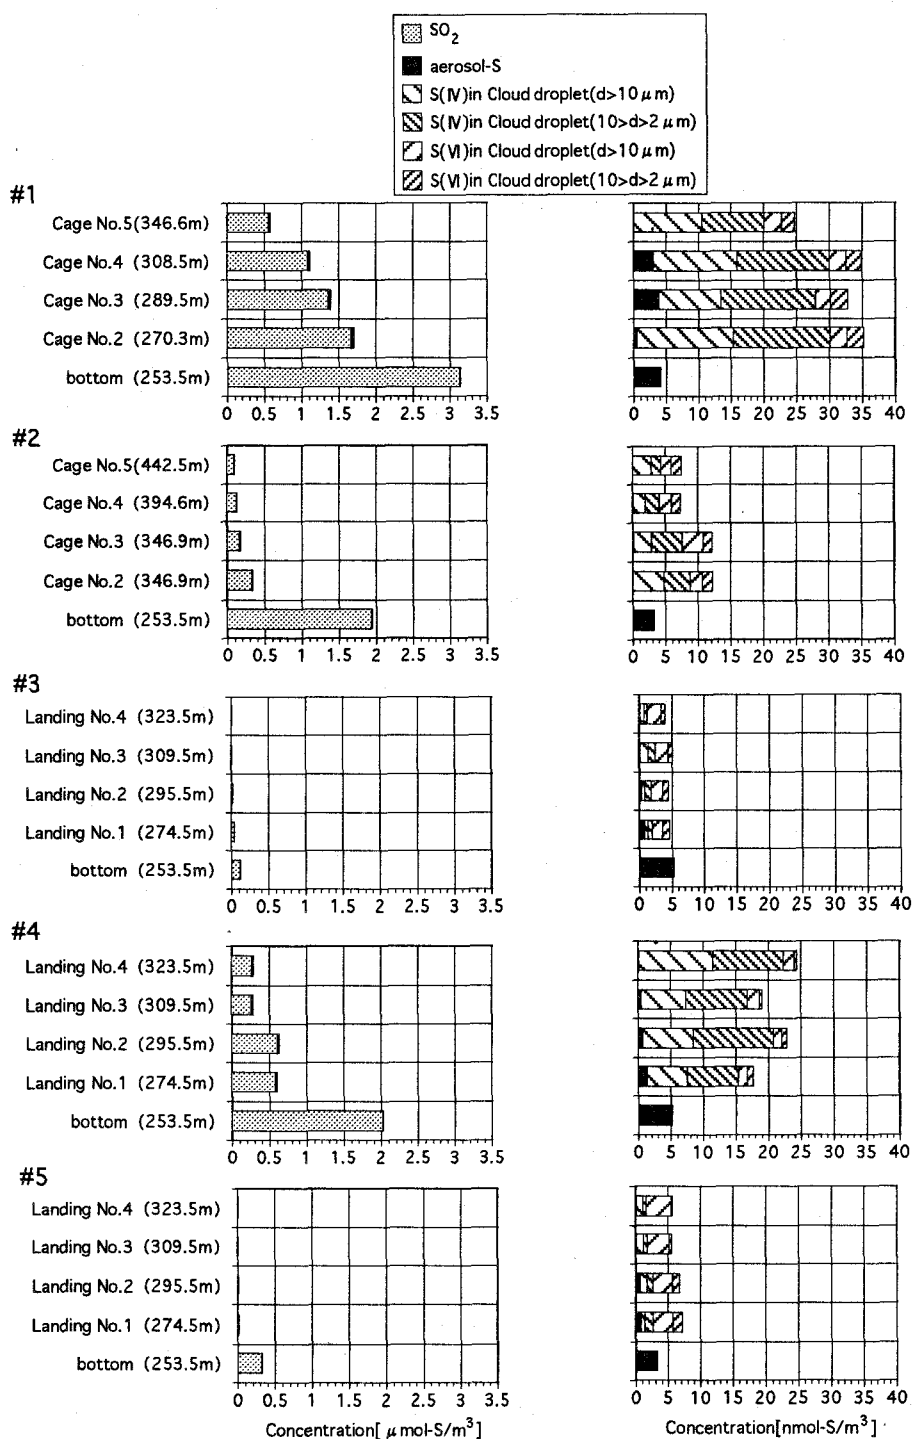 SO2
aerosol-S
S(IV)in Cloud droplet(d>10 μm)
S(IV)in Cloud droplet(10>d>2 μm)
S(VI)in Cloud droplet(d>10 μm)
S(VI)in Cloud droplet(10>d>2 μm)
#1
Cage No.5(346.6m)
Cage No.4 (308.5m)
Cage No.3 (289.5m)
Cage No.2 (270.3m)
bottom (253.5m)
0 0.5 1 1.5 2 2.5 3 3.5 0 5 10 15 20 25 30 35 40
#2
Cage No.5(442.5m)
Cage No.4 (394.6m)
Cage No.3 (346.9m)
Cage No.2 (346.9m)
bottom (253.5m)
0 0.5 1 1.5 2 2.5 3 3.5 0 5 10 15 20 25 30 35 40
#3
Landing No.4 (323.5m)
Landing No.3 (309.5m)
Landing No.2 (295.5m)
Landing No.1 (274.5m)
bottom (253.5m)
0 0.5 1 1.5 2 2.5 3 3.5 0 5 10 15 20 25 30 35 40
#4
Landing No.4 (323.5m)
Landing No.3 (309.5m)
Landing No.2 (295.5m)
Landing No.1 (274.5m)
bottom (253.5m)
0 0.5 1 1.5 2 2.5 3 3.5 0 5 10 15 20 25 30 35 40
#5
Landing No.4 (323.5m)
Landing No.3 (309.5m)
Landing No.2 (295.5m)
Landing No.1 (274.5m)
bottom (253.5m)
0 0.5 1 1.5 2 2.5 3 3.5 0 5 10 15 20 25 30 35 40
Concentration[ μ mol-S/m3] Concentration[nmol-S/m3]